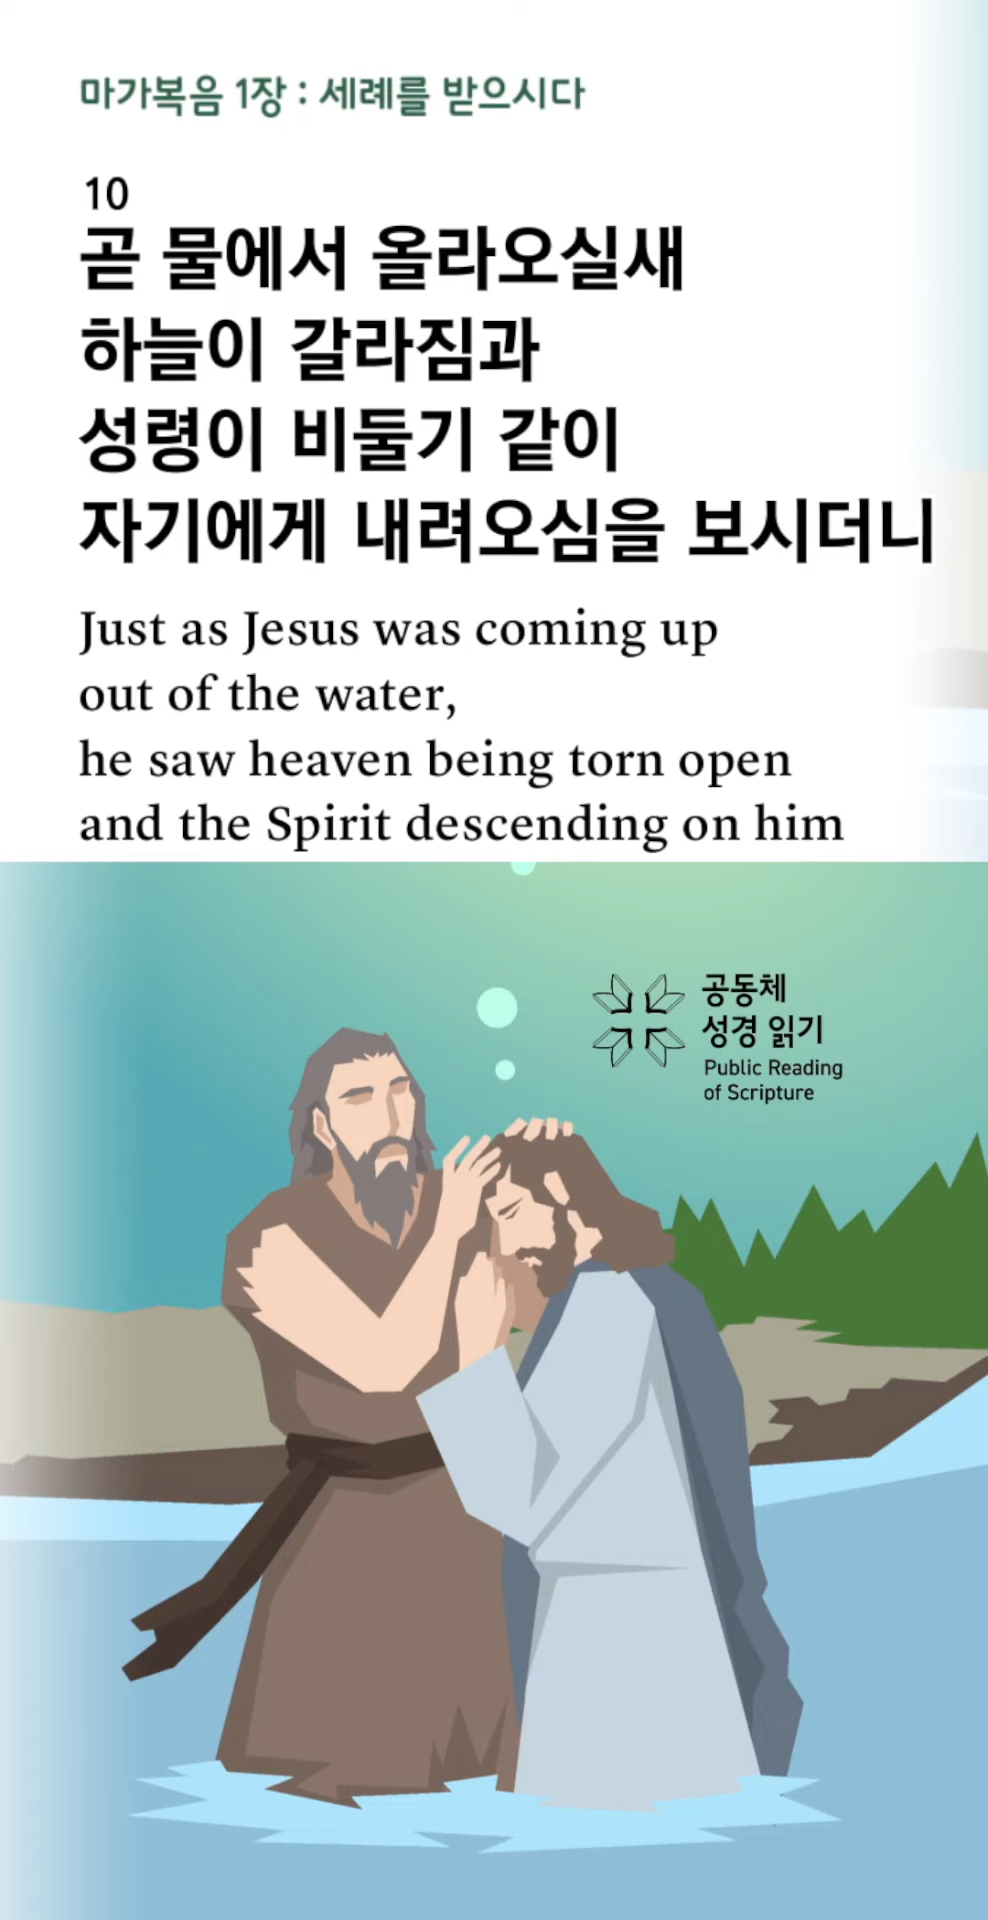 마가복음 1장 : 세례를 받으시다
10
곧 물에서 올라오실새
하늘이 갈라짐과
성령이 비둘기 같이
자기에게 내려오심을 보시더니
Just as Jesus was coming up
out of the water,
he saw heaven being torn open
and the Spirit descending on him
공동체
성경 읽기
Public Reading
of Scripture